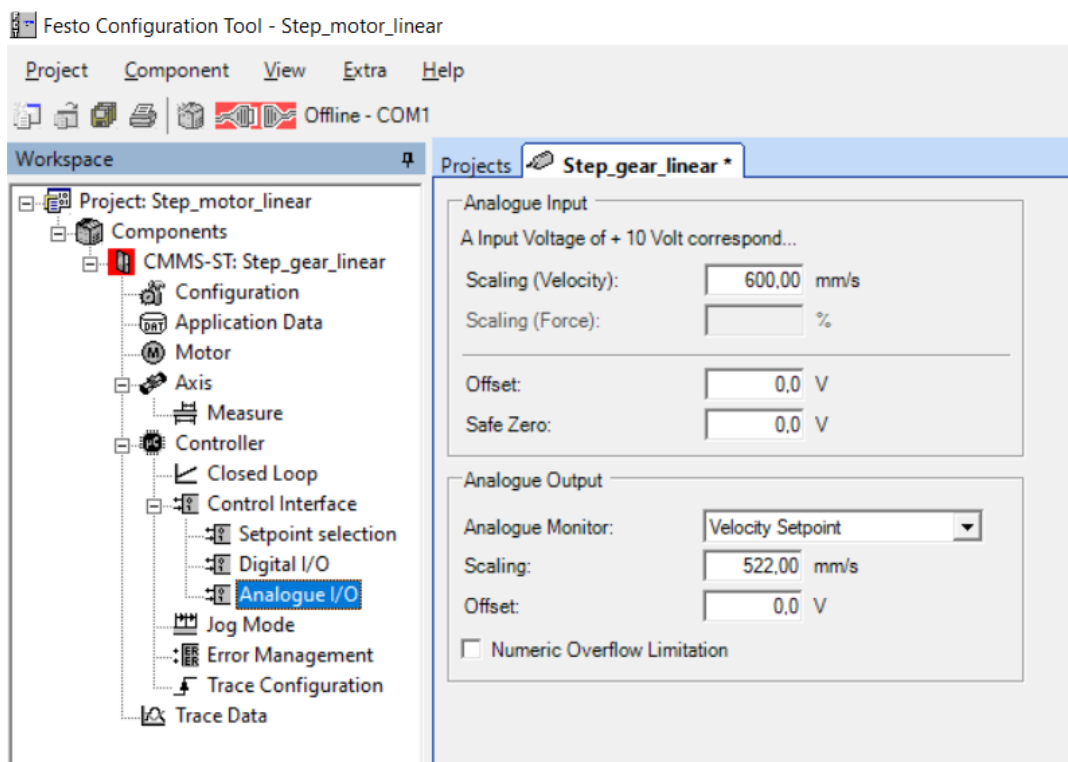 Festo Configuration Tool - Step_motor_linear
Project Component View Extra Help
Offline - COM1
Workspace
Project: Step_motor_linear
Components
CMMS-ST: Step_gear_linear
Configuration
DAT Application Data
M Motor
Axis
Measure
µC Controller
Closed Loop
Control Interface
Setpoint selection
Digital I/O
Analogue I/O
Jog Mode
ER ER Error Management
Trace Configuration
Trace Data
Projects Step_gear_linear *
Analogue Input
A Input Voltage of + 10 Volt correspond...
Scaling (Velocity): 600,00 mm/s
Scaling (Force): %
Offset: 0,0 V
Safe Zero: 0,0 V
Analogue Output
Analogue Monitor: Velocity Setpoint
Scaling: 522,00 mm/s
Offset: 0,0 V
Numeric Overflow Limitation